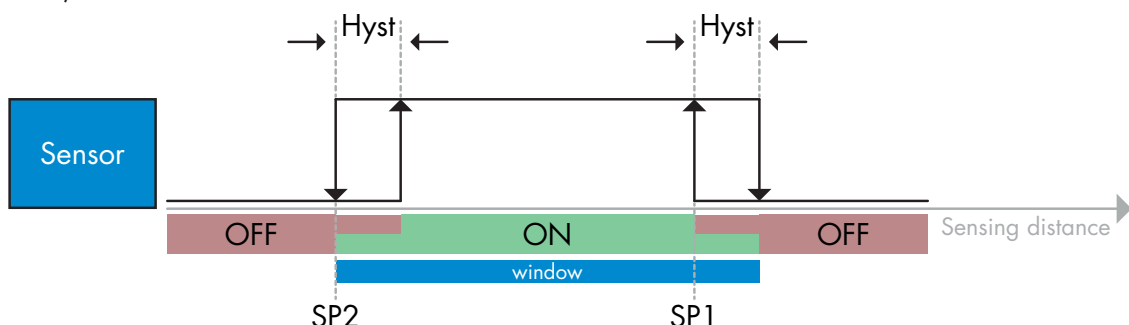 Hyst Hyst
Sensor
OFF ON OFF Sensing distance
window
SP2 SP1